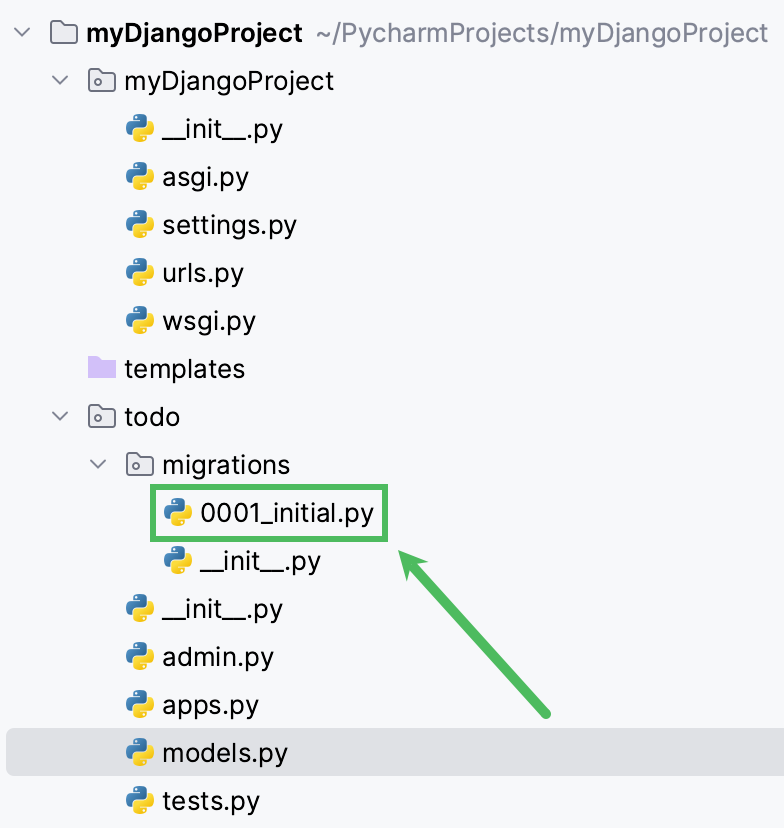 myDjangoProject ~/PycharmProjects/myDjangoProject
myDjangoProject
__init__.py
asgi.py
settings.py
urls.py
wsgi.py
templates
todo
migrations
0001_initial.py
__init__.py
__init__.py
admin.py
apps.py
models.py
tests.py